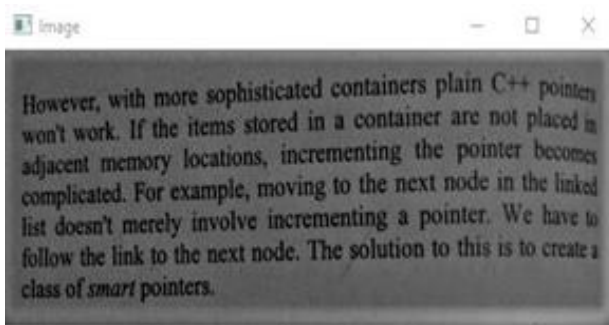 Image
However, with more sophisticated containers plain C++ pointers
won't work. If the items stored in a container are not placed in
adjacent memory locations, incrementing the pointer becomes
complicated. For example, moving to the next node in the linked
list doesn't merely involve incrementing a pointer. We have to
follow the link to the next node. The solution to this is to create a
class of smart pointers.